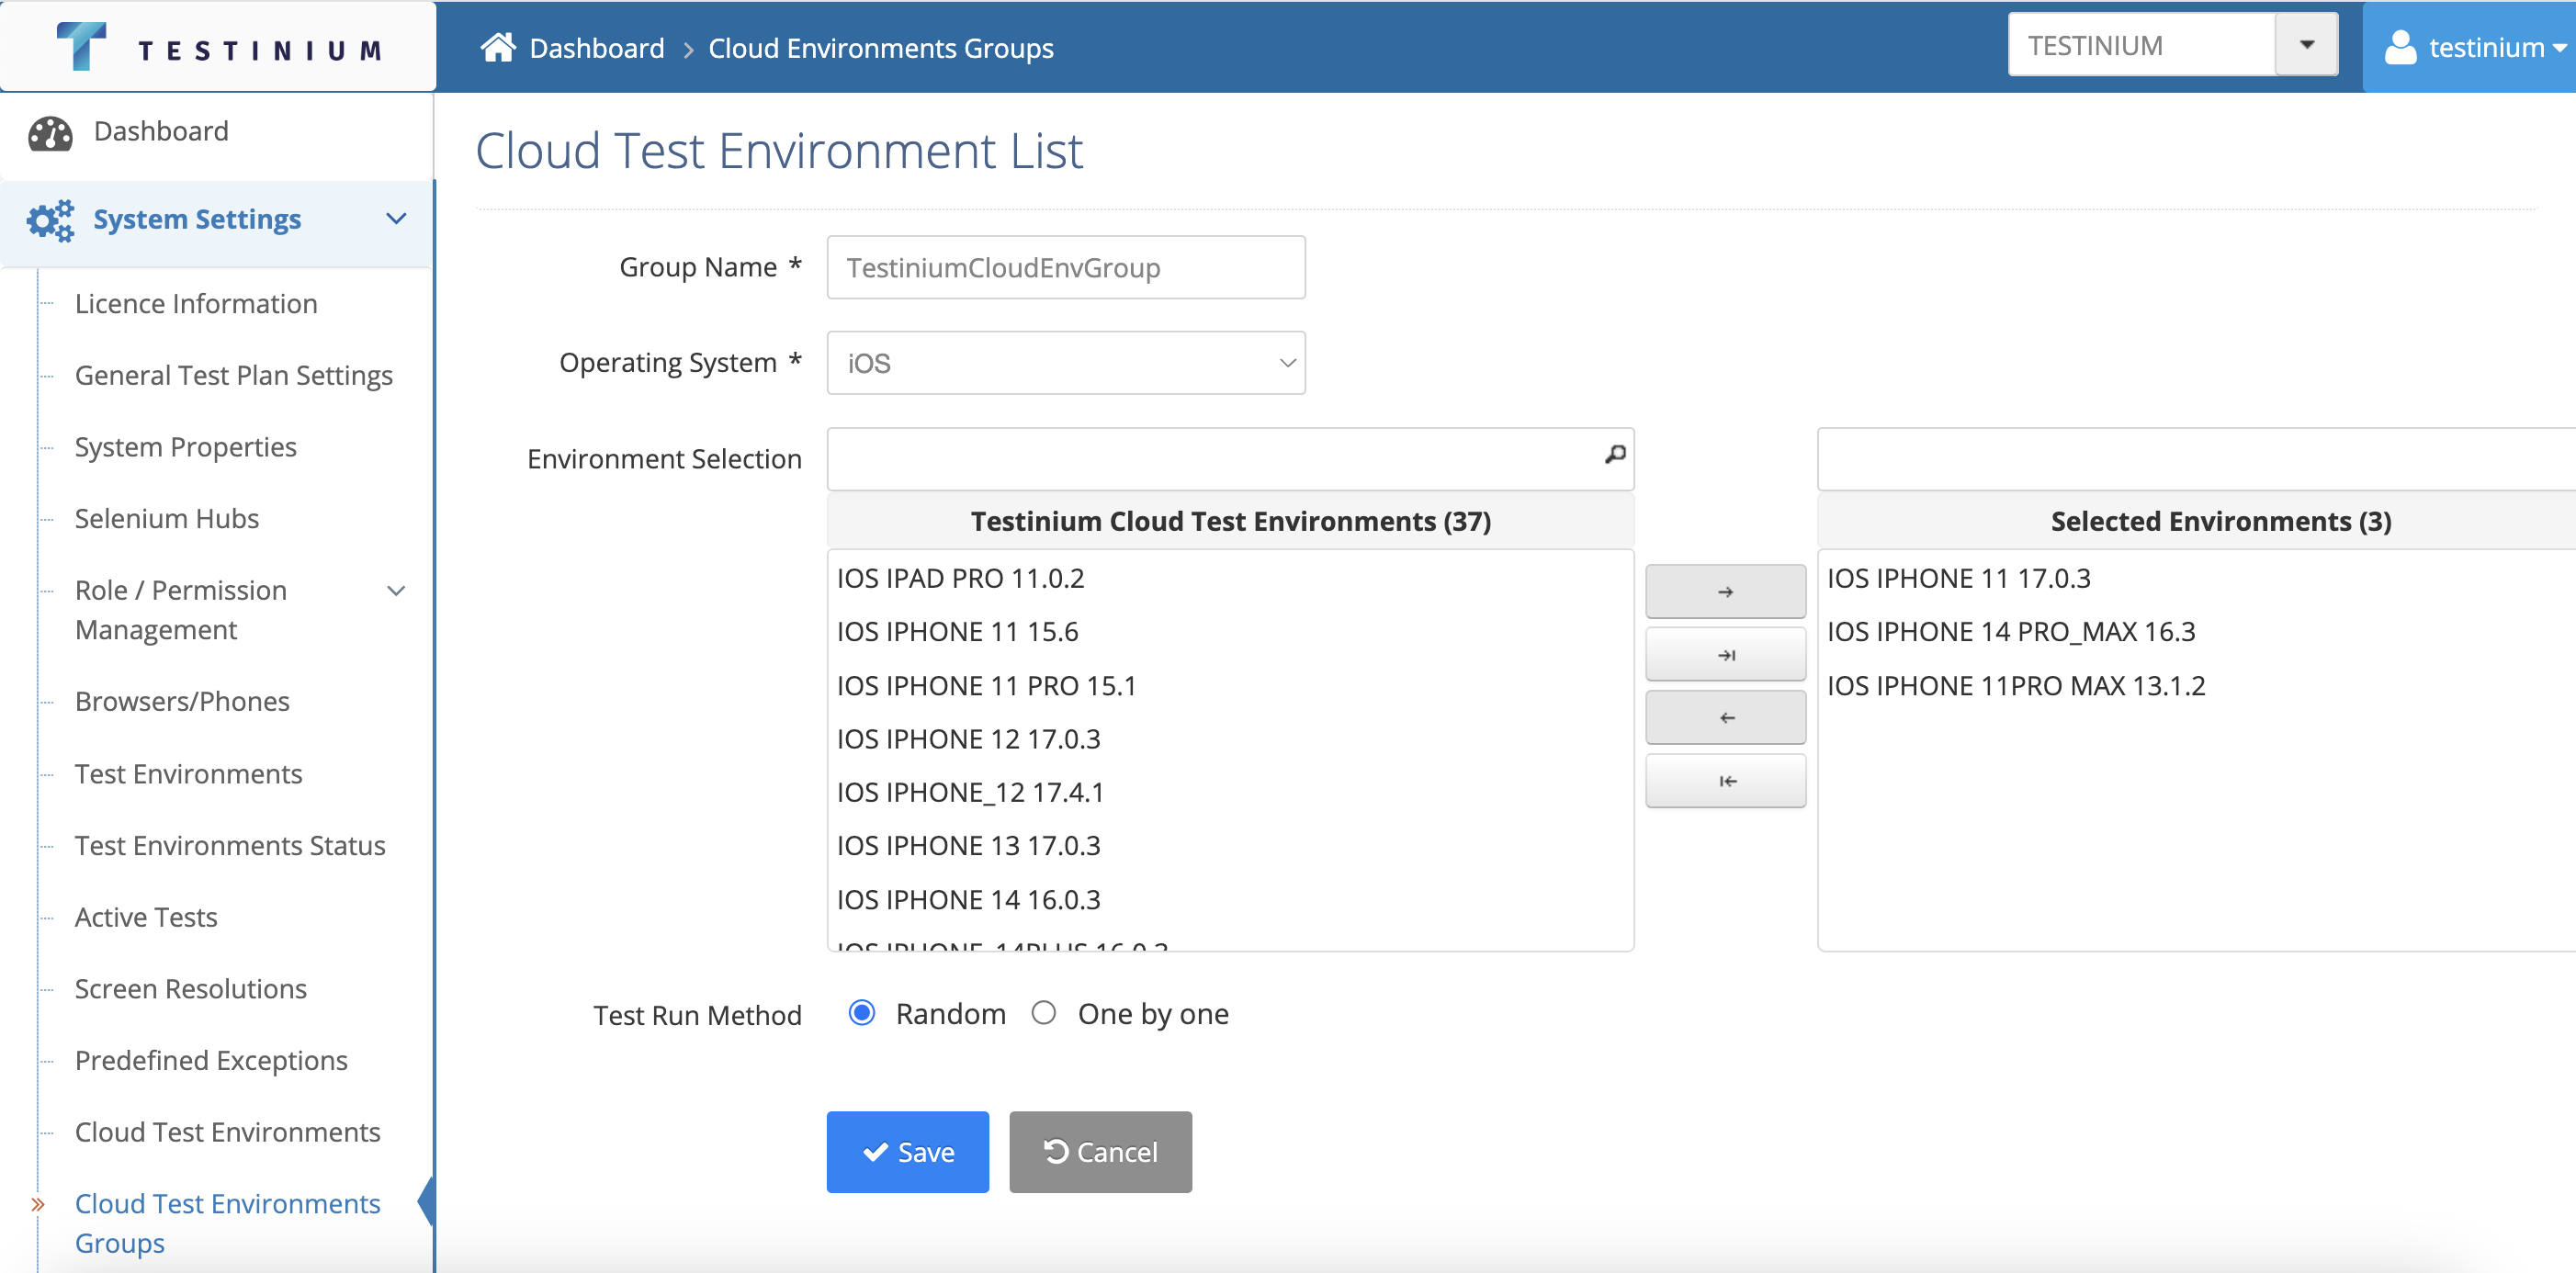 TESTINIUM
Dashboard > Cloud Environments Groups
TESTINIUM
testinium
Dashboard
System Settings
Licence Information
General Test Plan Settings
System Properties
Selenium Hubs
Role / Permission
Management
Browsers/Phones
Test Environments
Test Environments Status
Active Tests
Screen Resolutions
Predefined Exceptions
Cloud Test Environments
Cloud Test Environments
Groups
Cloud Test Environment List
Group Name * TestiniumCloudEnvGroup
Operating System * iOS
Environment Selection
Testinium Cloud Test Environments (37)
IOS IPAD PRO 11.0.2
IOS IPHONE 11 15.6
IOS IPHONE 11 PRO 15.1
IOS IPHONE 12 17.0.3
IOS IPHONE_12 17.4.1
IOS IPHONE 13 17.0.3
IOS IPHONE 14 16.0.3
IOS IPHONE_14PLUS 16.0.3
Selected Environments (3)
IOS IPHONE 11 17.0.3
IOS IPHONE 14 PRO_MAX 16.3
IOS IPHONE 11PRO MAX 13.1.2
Test Run Method Random One by one
Save Cancel